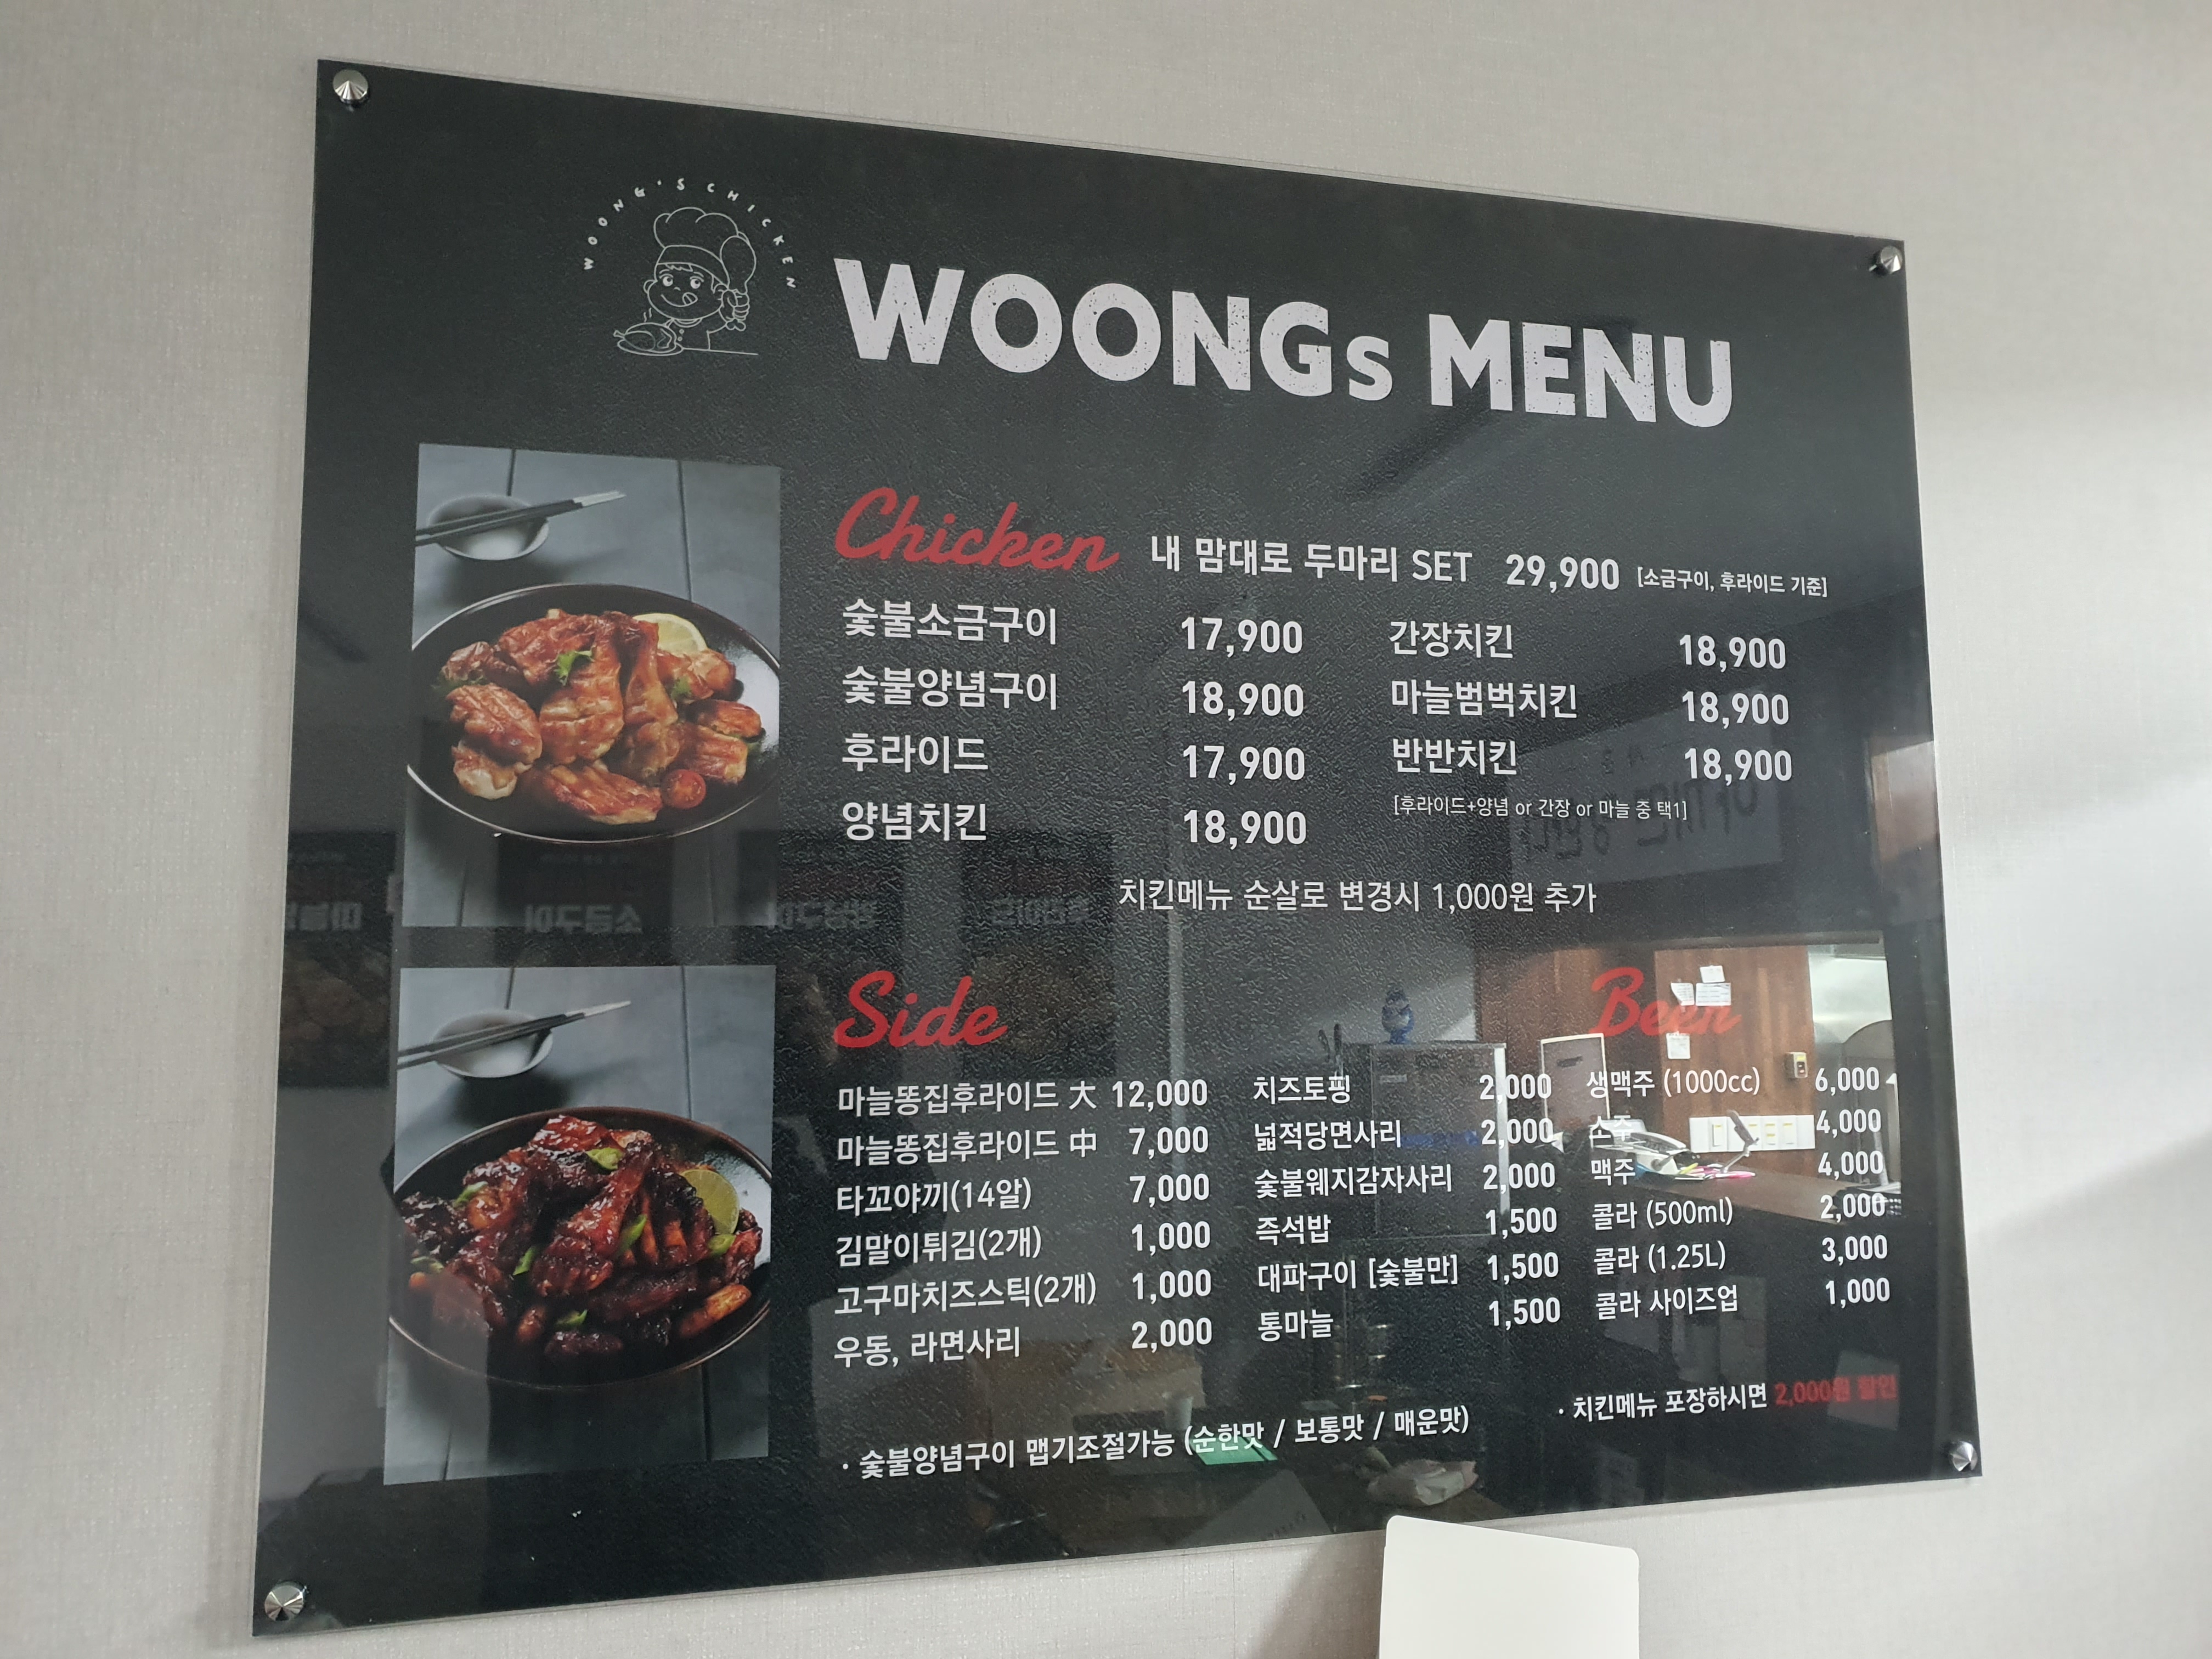 WOONG'S CHICKEN
WOONGs MENU
Chicken 내 맘대로 두마리 SET 29,900 [소금구이, 후라이드 기준]
숯불소금구이 17,900
숯불양념구이 18,900
후라이드 17,900
양념치킨 18,900
간장치킨 18,900
마늘범벅치킨 18,900
반반치킨 18,900
[후라이드+양념 or 간장 or 마늘 중 택1]
치킨메뉴 순살로 변경시 1,000원 추가
Side
마늘똥집후라이드 大 12,000
마늘똥집후라이드 中 7,000
타꼬야끼(14알) 7,000
김말이튀김(2개) 1,000
고구마치즈스틱(2개) 1,000
우동, 라면사리 2,000
치즈토핑 2,000
넓적당면사리 2,000
숯불웨지감자사리 2,000
즉석밥 1,500
대파구이 [숯불만] 1,500
통마늘 1,500
Beer
생맥주 (1000cc) 6,000
소주 4,000
맥주 4,000
콜라 (500ml) 2,000
콜라 (1.25L) 3,000
콜라 사이즈업 1,000
· 숯불양념구이 맵기조절가능 (순한맛 / 보통맛 / 매운맛)
· 치킨메뉴 포장하시면 2,000원 할인